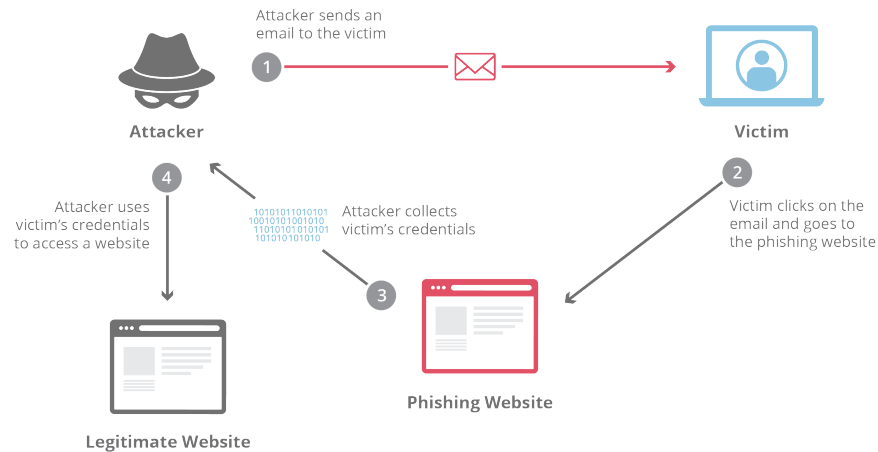 Attacker sends an
email to the victim
1
Attacker
Victim
4
2
Attacker uses
victim’s credentials
to access a website
10101011010101
10010101001010
11010101010101
101010101010
Attacker collects
victim’s credentials
Victim clicks on the
email and goes to
the phishing website
3
Phishing Website
Legitimate Website